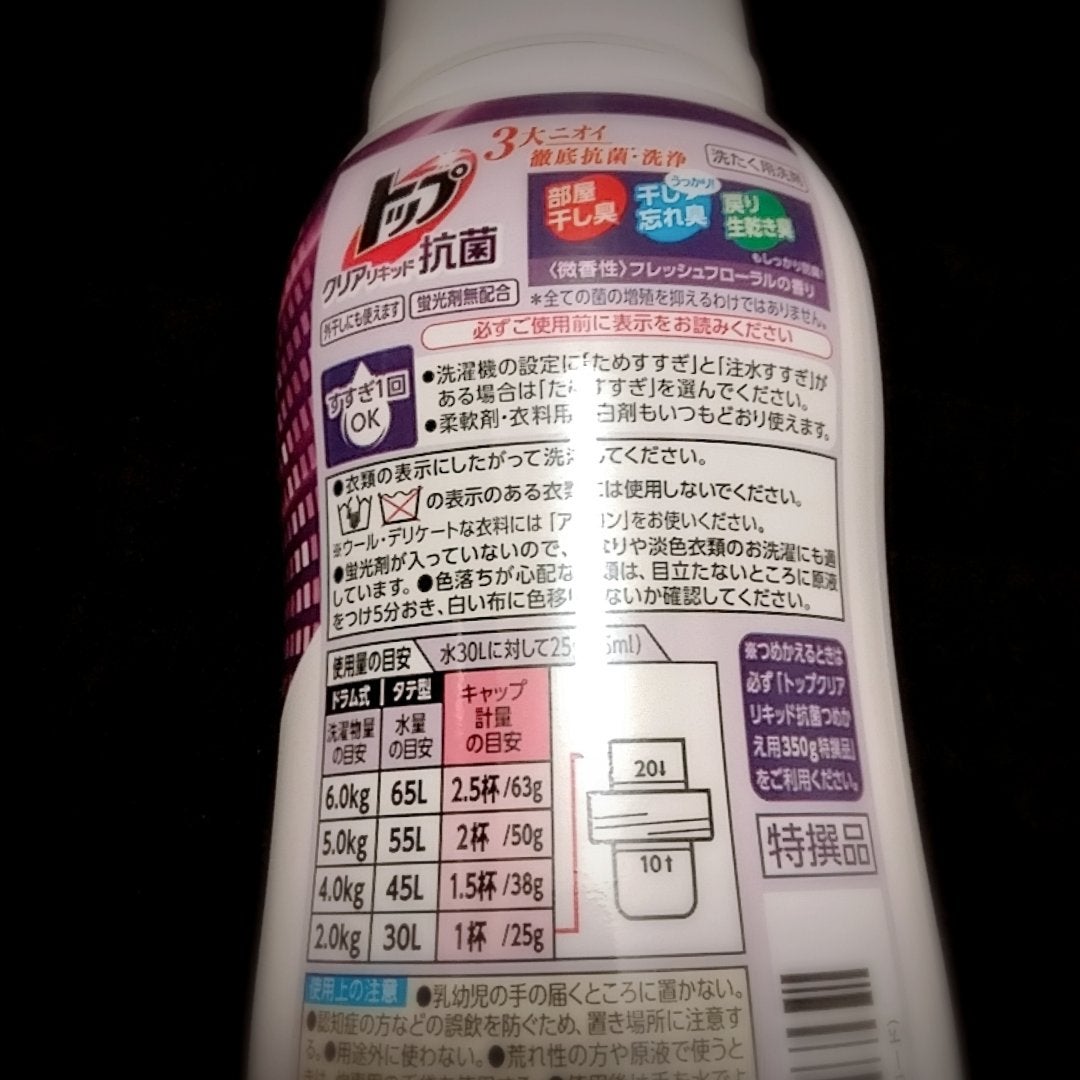 3大ニオイ
徹底抗菌・洗浄
洗たく用洗剤
トップ
クリアリキッド抗菌
部屋
干し臭
うっかり!
干し
忘れ臭
戻り
生乾き臭
もしっかり防臭!
〈微香性〉フレッシュフローラルの香り
外干しにも使えます
蛍光剤無配合
*全ての菌の増殖を抑えるわけではありません。
必ずご使用前に表示をお読みください
すすぎ1回
OK
●洗濯機の設定に「ためすすぎ」と「注水すすぎ」が
ある場合は「ためすすぎ」を選んでください。
●柔軟剤・衣料用 白剤もいつもどおり使えます。
●衣類の表示にしたがって洗 してください。
の表示のある衣 には使用しないでください。
※ウール・デリケートな衣料には「ア ン」をお使いください。
●蛍光剤が入っていないので、 なりや淡色衣類のお洗濯にも適
しています。●色落ちが心配な 類は、目立たないところに原液
をつけ5分おき、白い布に色移り ないか確認してください。
使用量の目安
水30Lに対して25g ml)
ドラム式 タテ型 キャップ
計量
の目安
洗濯物量
の目安
水量
の目安
6.0kg 65L 2.5杯/63g
5.0kg 55L 2杯/50g
4.0kg 45L 1.5杯/38g
2.0kg 30L 1杯/25g
20↓
10↑
※つめかえるときは
必ず「トップクリア
リキッド抗菌つめか
え用350g特撰品」
をご利用ください。
特撰品
使用上の注意
●乳幼児の手の届くところに置かない。
●認知症の方などの誤飲を防ぐため、置き場所に注意す
る。●用途外に使わない。●荒れ性の方や原液で使うと